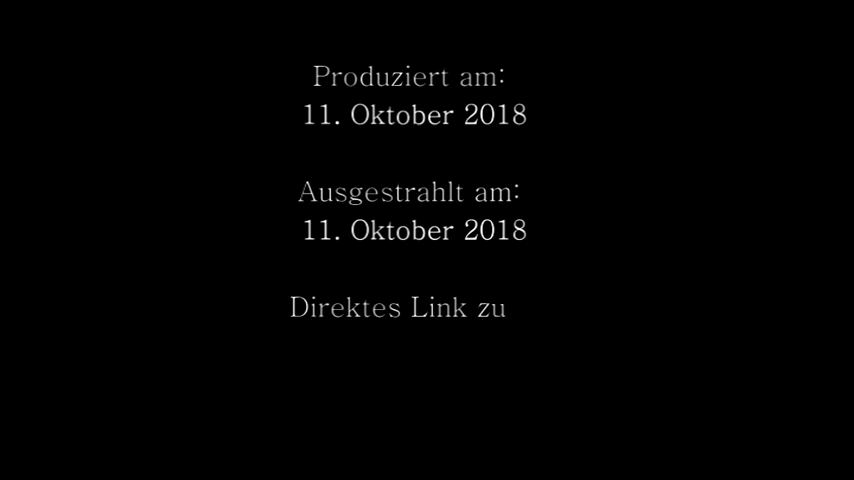 Produziert am:
11. Oktober 2018
Ausgestrahlt am:
11. Oktober 2018
Direktes Link zu